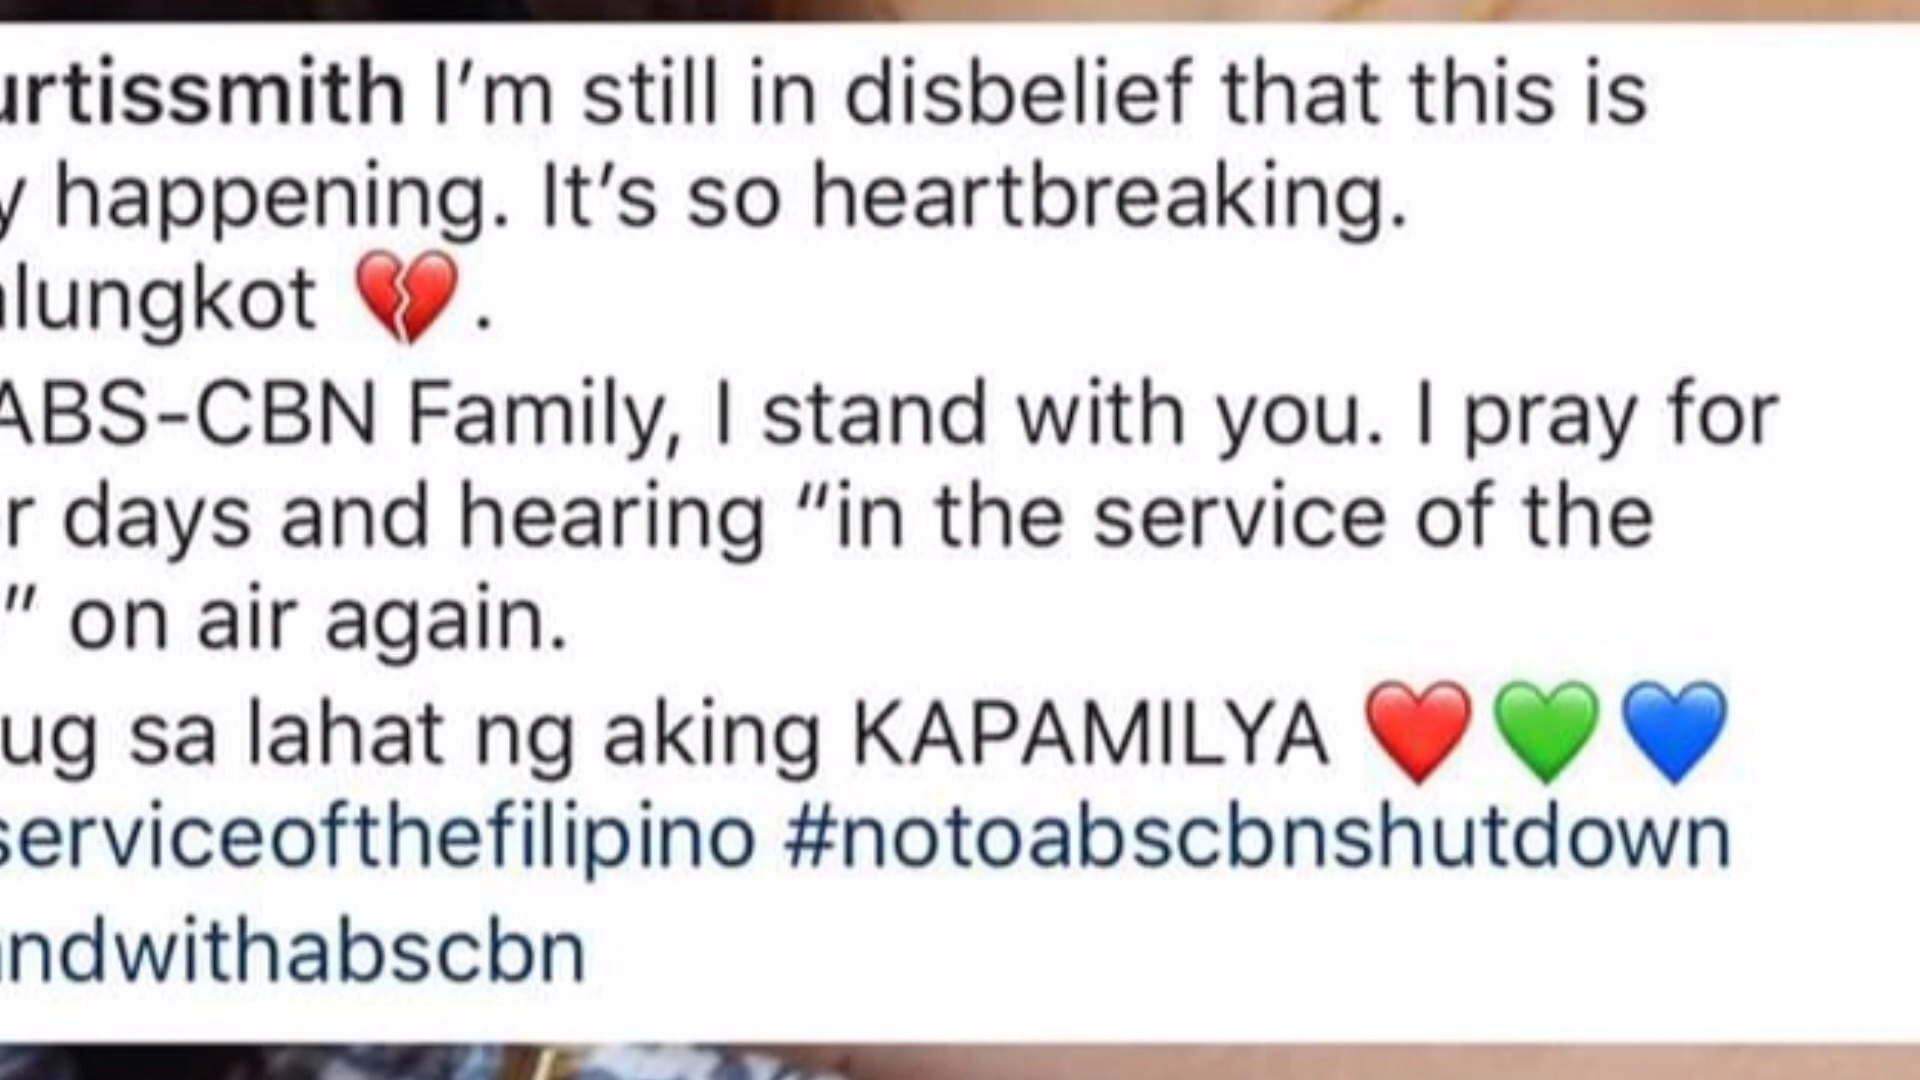 urtissmith I’m still in disbelief that this is
y happening. It’s so heartbreaking.
alungkot 💔.
ABS-CBN Family, I stand with you. I pray for
r days and hearing “in the service of the
” on air again.
ug sa lahat ng aking KAPAMILYA ❤️💚💙
serviceofthefilipino #notoabscbnshutdown
andwithabscbn